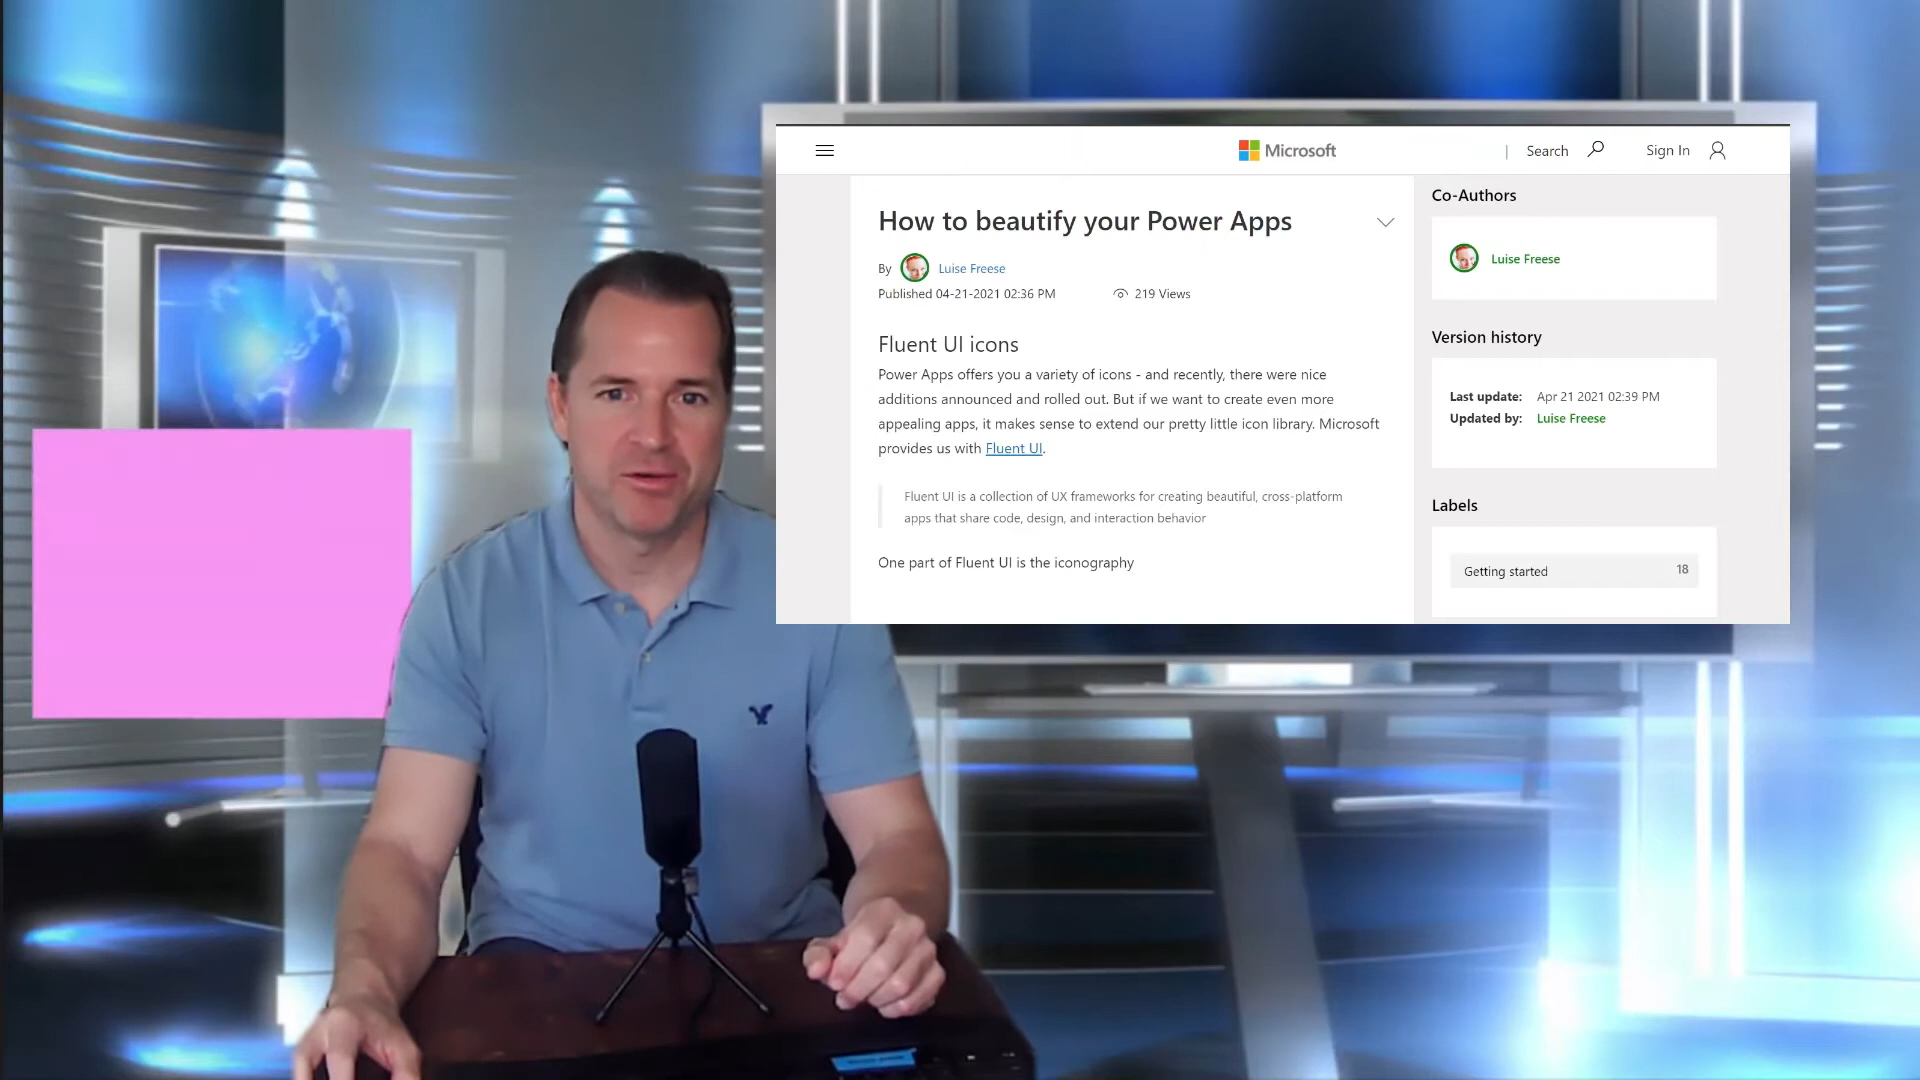 Microsoft
|
Search
Sign In
How to beautify your Power Apps
By Luise Freese
Published 04-21-2021 02:36 PM
219 Views
Fluent UI icons
Power Apps offers you a variety of icons - and recently, there were nice
additions announced and rolled out. But if we want to create even more
appealing apps, it makes sense to extend our pretty little icon library. Microsoft
provides us with Fluent UI.
Fluent UI is a collection of UX frameworks for creating beautiful, cross-platform
apps that share code, design, and interaction behavior
One part of Fluent UI is the iconography
Co-Authors
Luise Freese
Version history
Last update: Apr 21 2021 02:39 PM
Updated by: Luise Freese
Labels
Getting started 18